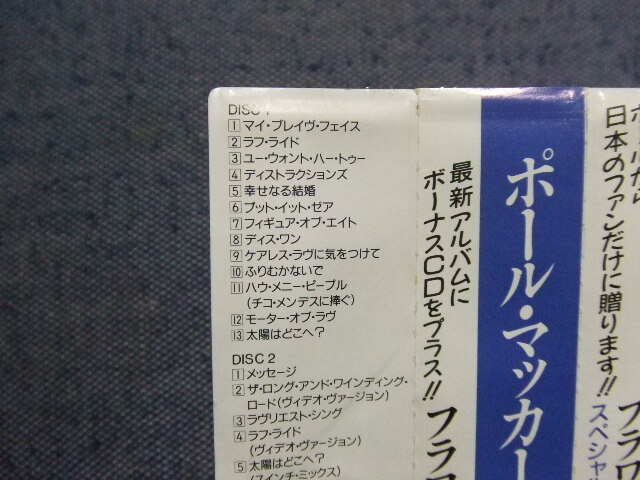 DISC 1
1 マイ・ブレイヴ・フェイス
2 ラフ・ライド
3 ユー・ウォント・ハー・トゥー
4 ディストラクションズ
5 幸せなる結婚
6 プット・イット・ゼア
7 フィギュア・オブ・エイト
8 ディス・ワン
9 ケアレス・ラヴに気をつけて
10 ふりむかないで
11 ハウ・メニー・ピープル
(チコ・メンデスに捧ぐ)
12 モーター・オブ・ラヴ
13 太陽はどこへ?
DISC 2
1 メッセージ
2 ザ・ロング・アンド・ワインディング・
ロード(ヴィデオ・ヴァージョン)
3 ラヴリエスト・シング
4 ラフ・ライド
(ヴィデオ・ヴァージョン)
5 太陽はどこへ?
(7インチ・ミックス)
最新アルバムに
ボーナスCDをプラス!! フラ
ポール・マッカー
日本のファンだけに贈ります!! スペシャル